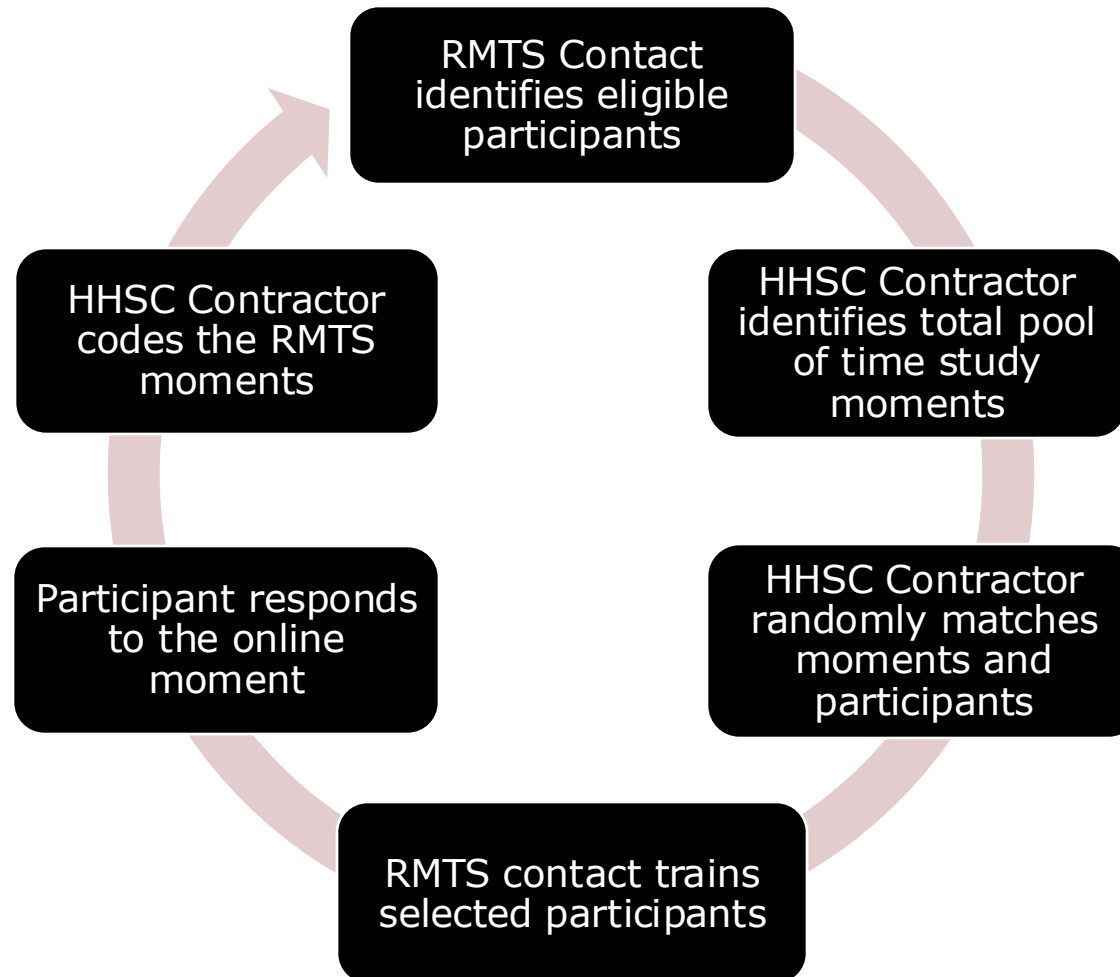 RMTS Contact
identifies eligible
participants
HHSC Contractor
identifies total pool
of time study
moments
HHSC Contractor
randomly matches
moments and
participants
RMTS contact trains
selected participants
Participant responds
to the online
moment
HHSC Contractor
codes the RMTS
moments